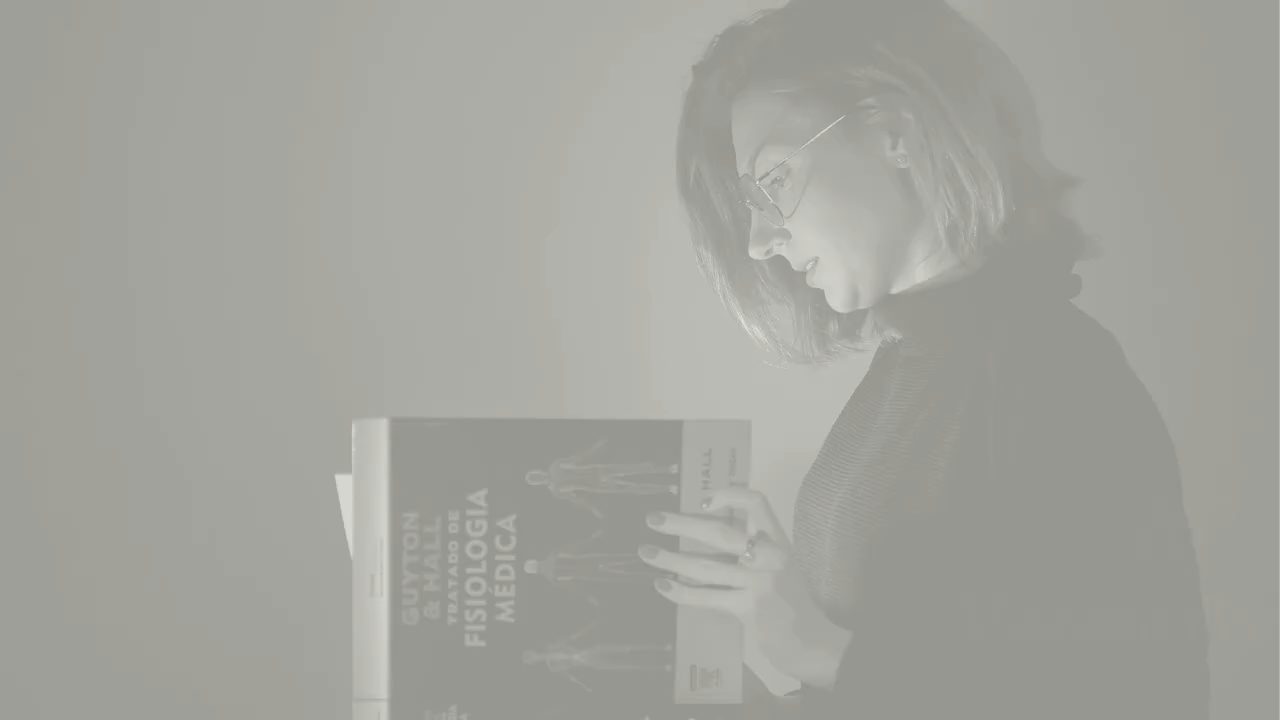 GUYTON
& HALL
TRATADO DE
FISIOLOGIA
MÉDICA
& HALL